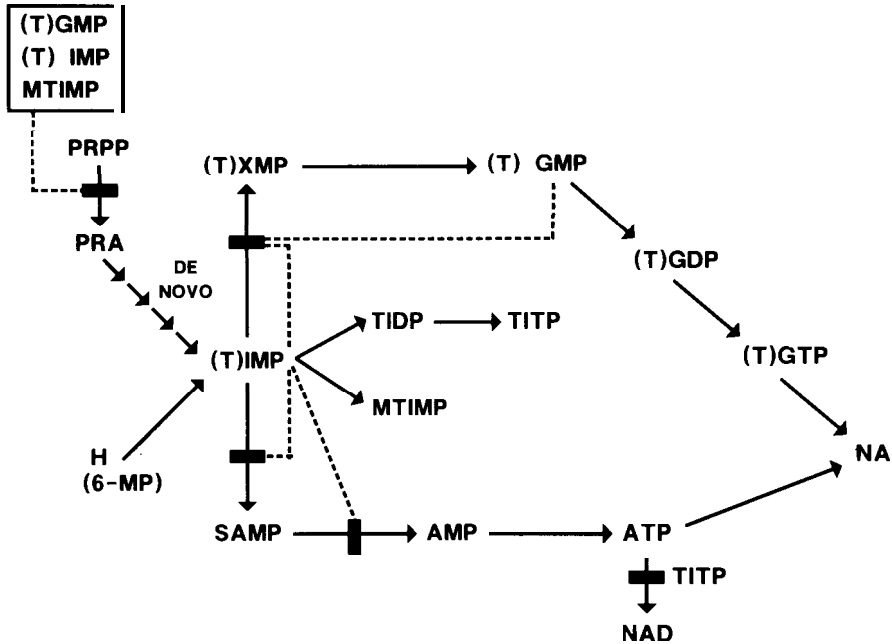 (T)GMP
(T) IMP
MTIMP
PRPP
(T)XMP
(T) GMP
PRA
DE
NOVO
(T)GDP
TIDP
TITP
(T)IMP
(T)GTP
MTIMP
H
(6-MP)
NA
SAMP
AMP
ATP
TITP
NAD